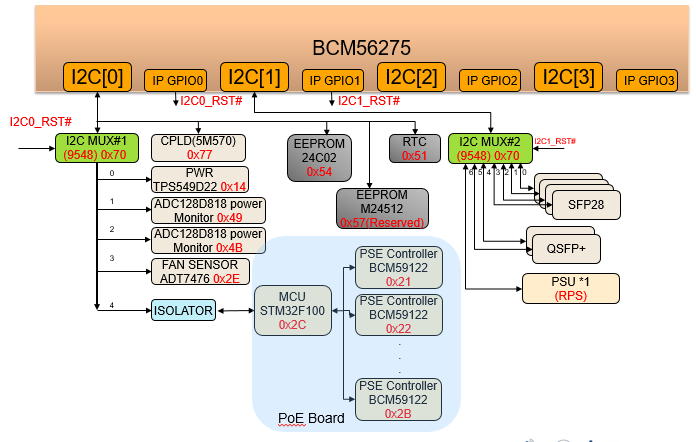 BCM56275
I2C[0]
IP GPIO0
I2C[1]
IP GPIO1
I2C[2]
IP GPIO2
I2C[3]
IP GPIO3
I2C0_RST#
I2C1_RST#
I2C0_RST#
I2C MUX#1
(9548) 0x70
CPLD(5M570)
0x77
EEPROM
24C02
0x54
RTC
0x51
I2C MUX#2
(9548) 0x70
I2C1_RST#
0
PWR
TPS549D22 0x14
EEPROM
M24512
0x57(Reserved)
6 5 4 3 2 1 0
SFP28
1
ADC128D818 power
Monitor 0x49
2
ADC128D818 power
Monitor 0x4B
QSFP+
3
FAN SENSOR
ADT7476 0x2E
PSE Controller
BCM59122
0x21
PSU *1
(RPS)
4
ISOLATOR
MCU
STM32F100
0x2C
PSE Controller
BCM59122
0x22
.
.
.
PSE Controller
BCM59122
0x2B
PoE Board